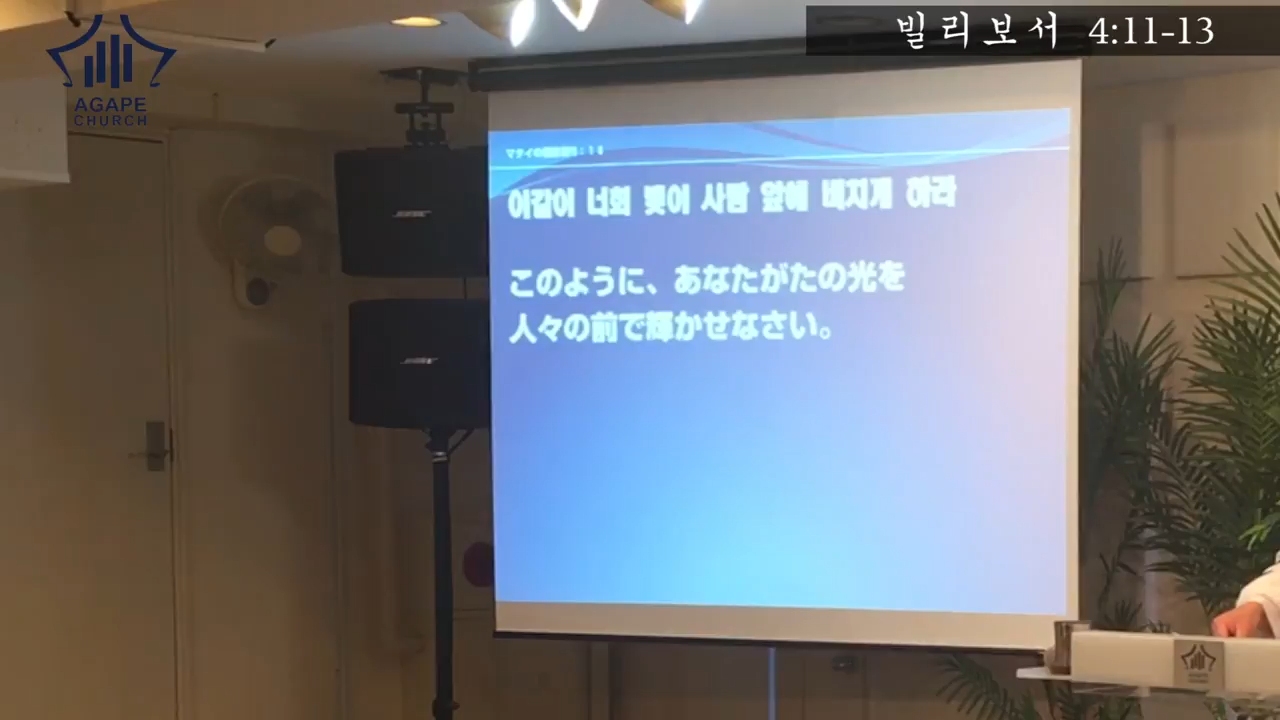 AGAPE
CHURCH
빌리보서 4:11-13
이같이 너희 빛이 사람 앞에 비치게 하라
このように、あなたがたの光を
人々の前で輝かせなさい。